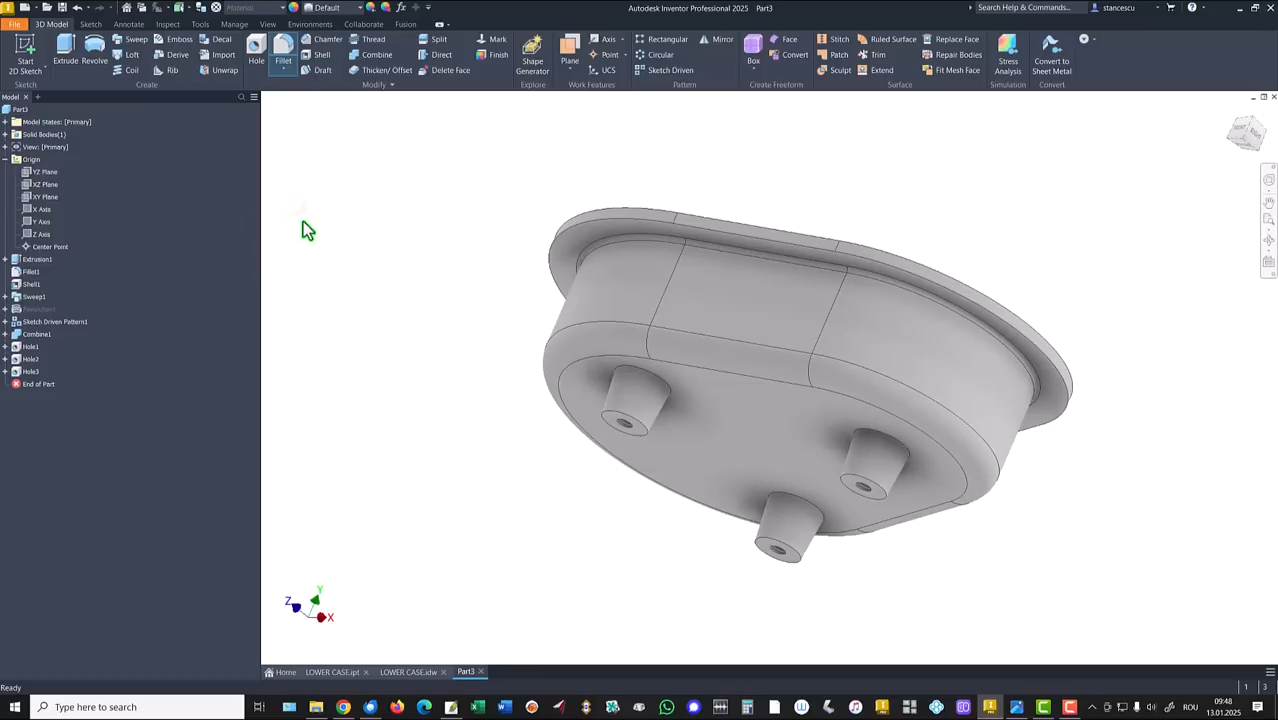 Material
Default
Autodesk Inventor Professional 2025 Part3
Search Help & Commands...
stancescu
File 3D Model Sketch Annotate Inspect Tools Manage View Environments Collaborate Fusion
Start
2D Sketch
Extrude
Revolve
Sweep Emboss Decal
Loft Derive Import
Coil Rib Unwrap
Hole
Fillet
Chamfer Thread Split Mark
Shell Combine Direct Finish
Draft Thicken/ Offset Delete Face
Shape
Generator
Plane
Axis
Point
UCS
Rectangular Mirror
Circular
Sketch Driven
Box
Face
Convert
Stitch Ruled Surface Replace Face
Patch Trim Repair Bodies
Sculpt Extend Fit Mesh Face
Stress
Analysis
Convert to
Sheet Metal
Sketch Create Modify Explore Work Features Pattern Create Freeform Surface Simulation Convert
Model
Part3
Model States: [Primary]
Solid Bodies(1)
View: [Primary]
Origin
YZ Plane
XZ Plane
XY Plane
X Axis
Y Axis
Z Axis
Center Point
Extrusion1
Fillet1
Shell1
Sweep1
Revolution1
Sketch Driven Pattern1
Combine1
Hole1
Hole2
Hole3
End of Part
Y
Z
X
Home LOWER CASE.ipt LOWER CASE.idw Part3
Ready
1 3
Type here to search
09:48
13.01.2025